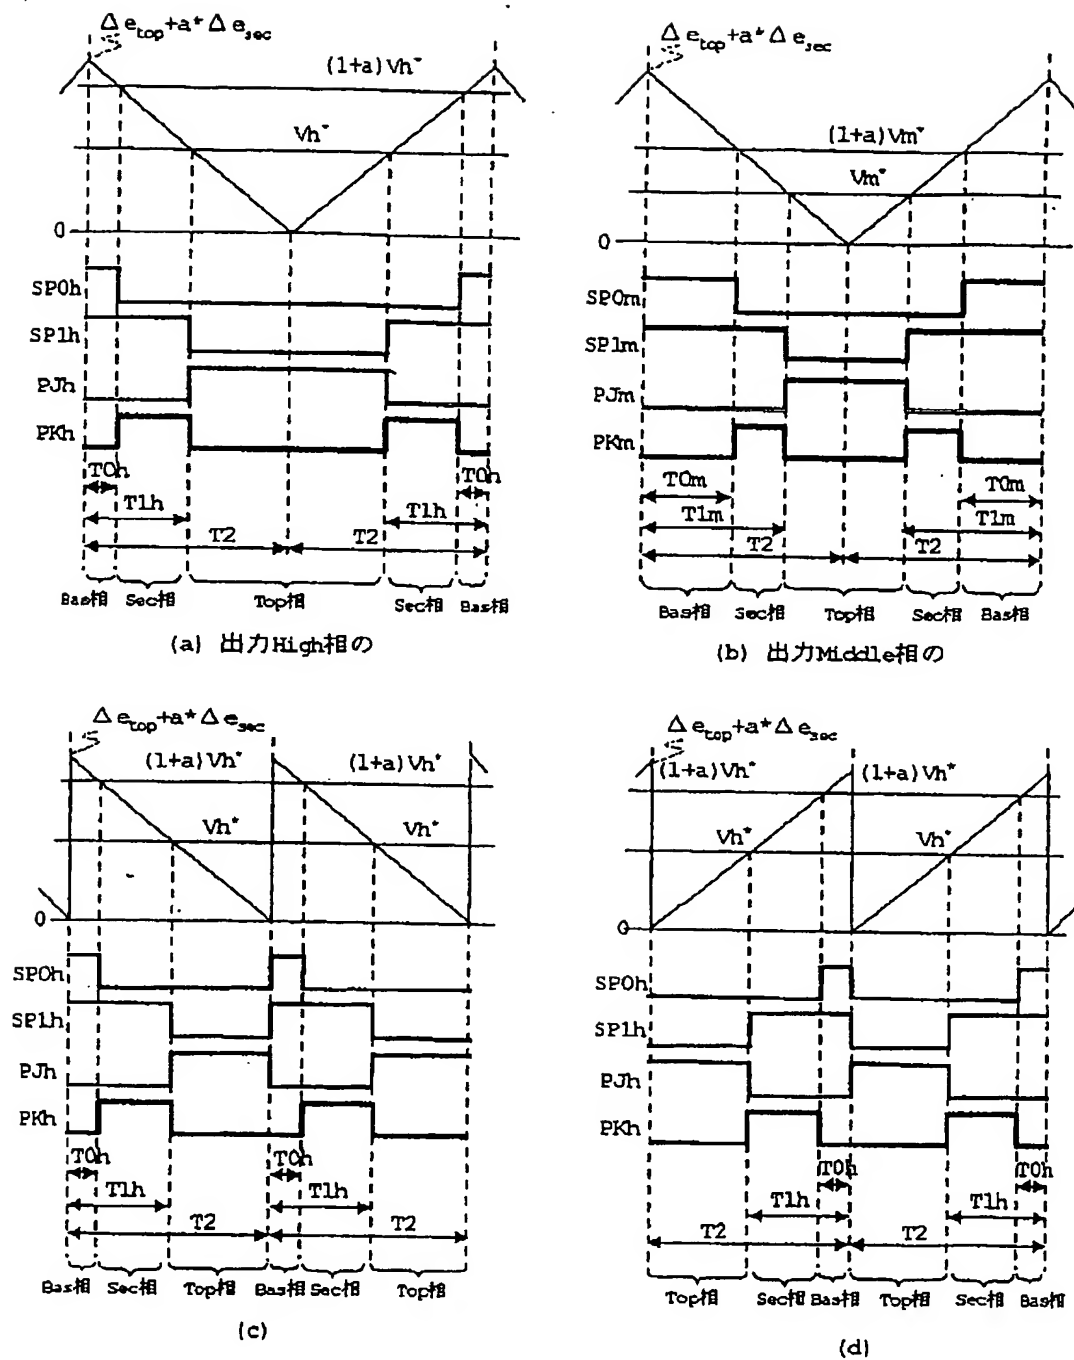 Δe_top+a*Δe_sec
(1+a)Vh*
Vh*
0
SP0h
SP1h
PJh
PKh
T0h
T0h
T1h
T1h
T2
T2
Bas相
Sec相
Top相
Sec相
Bas相
(a) 出力High相の
Δe_top+a*Δe_sec
(1+a)Vm*
Vm*
0
SP0m
SP1m
PJm
PKm
T0m
T0m
T1m
T1m
T2
T2
Bas相
Sec相
Top相
Sec相
Bas相
(b) 出力Middle相の
Δe_top+a*Δe_sec
(1+a)Vh*
(1+a)Vh*
Vh*
Vh*
0
SP0h
SP1h
PJh
PKh
T0h
T0h
T1h
T1h
T2
T2
Bas相
Sec相
Top相
Bas相
Sec相
Top相
(c)
Δe_top+a*Δe_sec
(1+a)Vh*
(1+a)Vh*
Vh*
Vh*
0
SP0h
SP1h
PJh
PKh
T0h
T0h
T1h
T1h
T2
T2
Top相
Sec相
Bas相
Top相
Sec相
Bas相
(d)